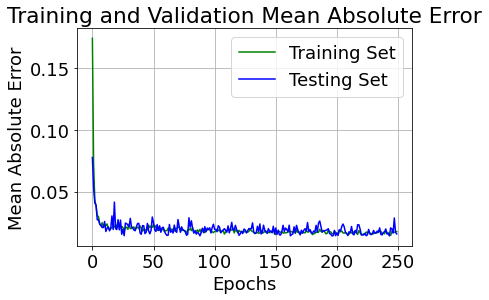 Training and Validation Mean Absolute Error
Mean Absolute Error
0.15
0.10
0.05
Training Set
Testing Set
0 50 100 150 200 250
Epochs